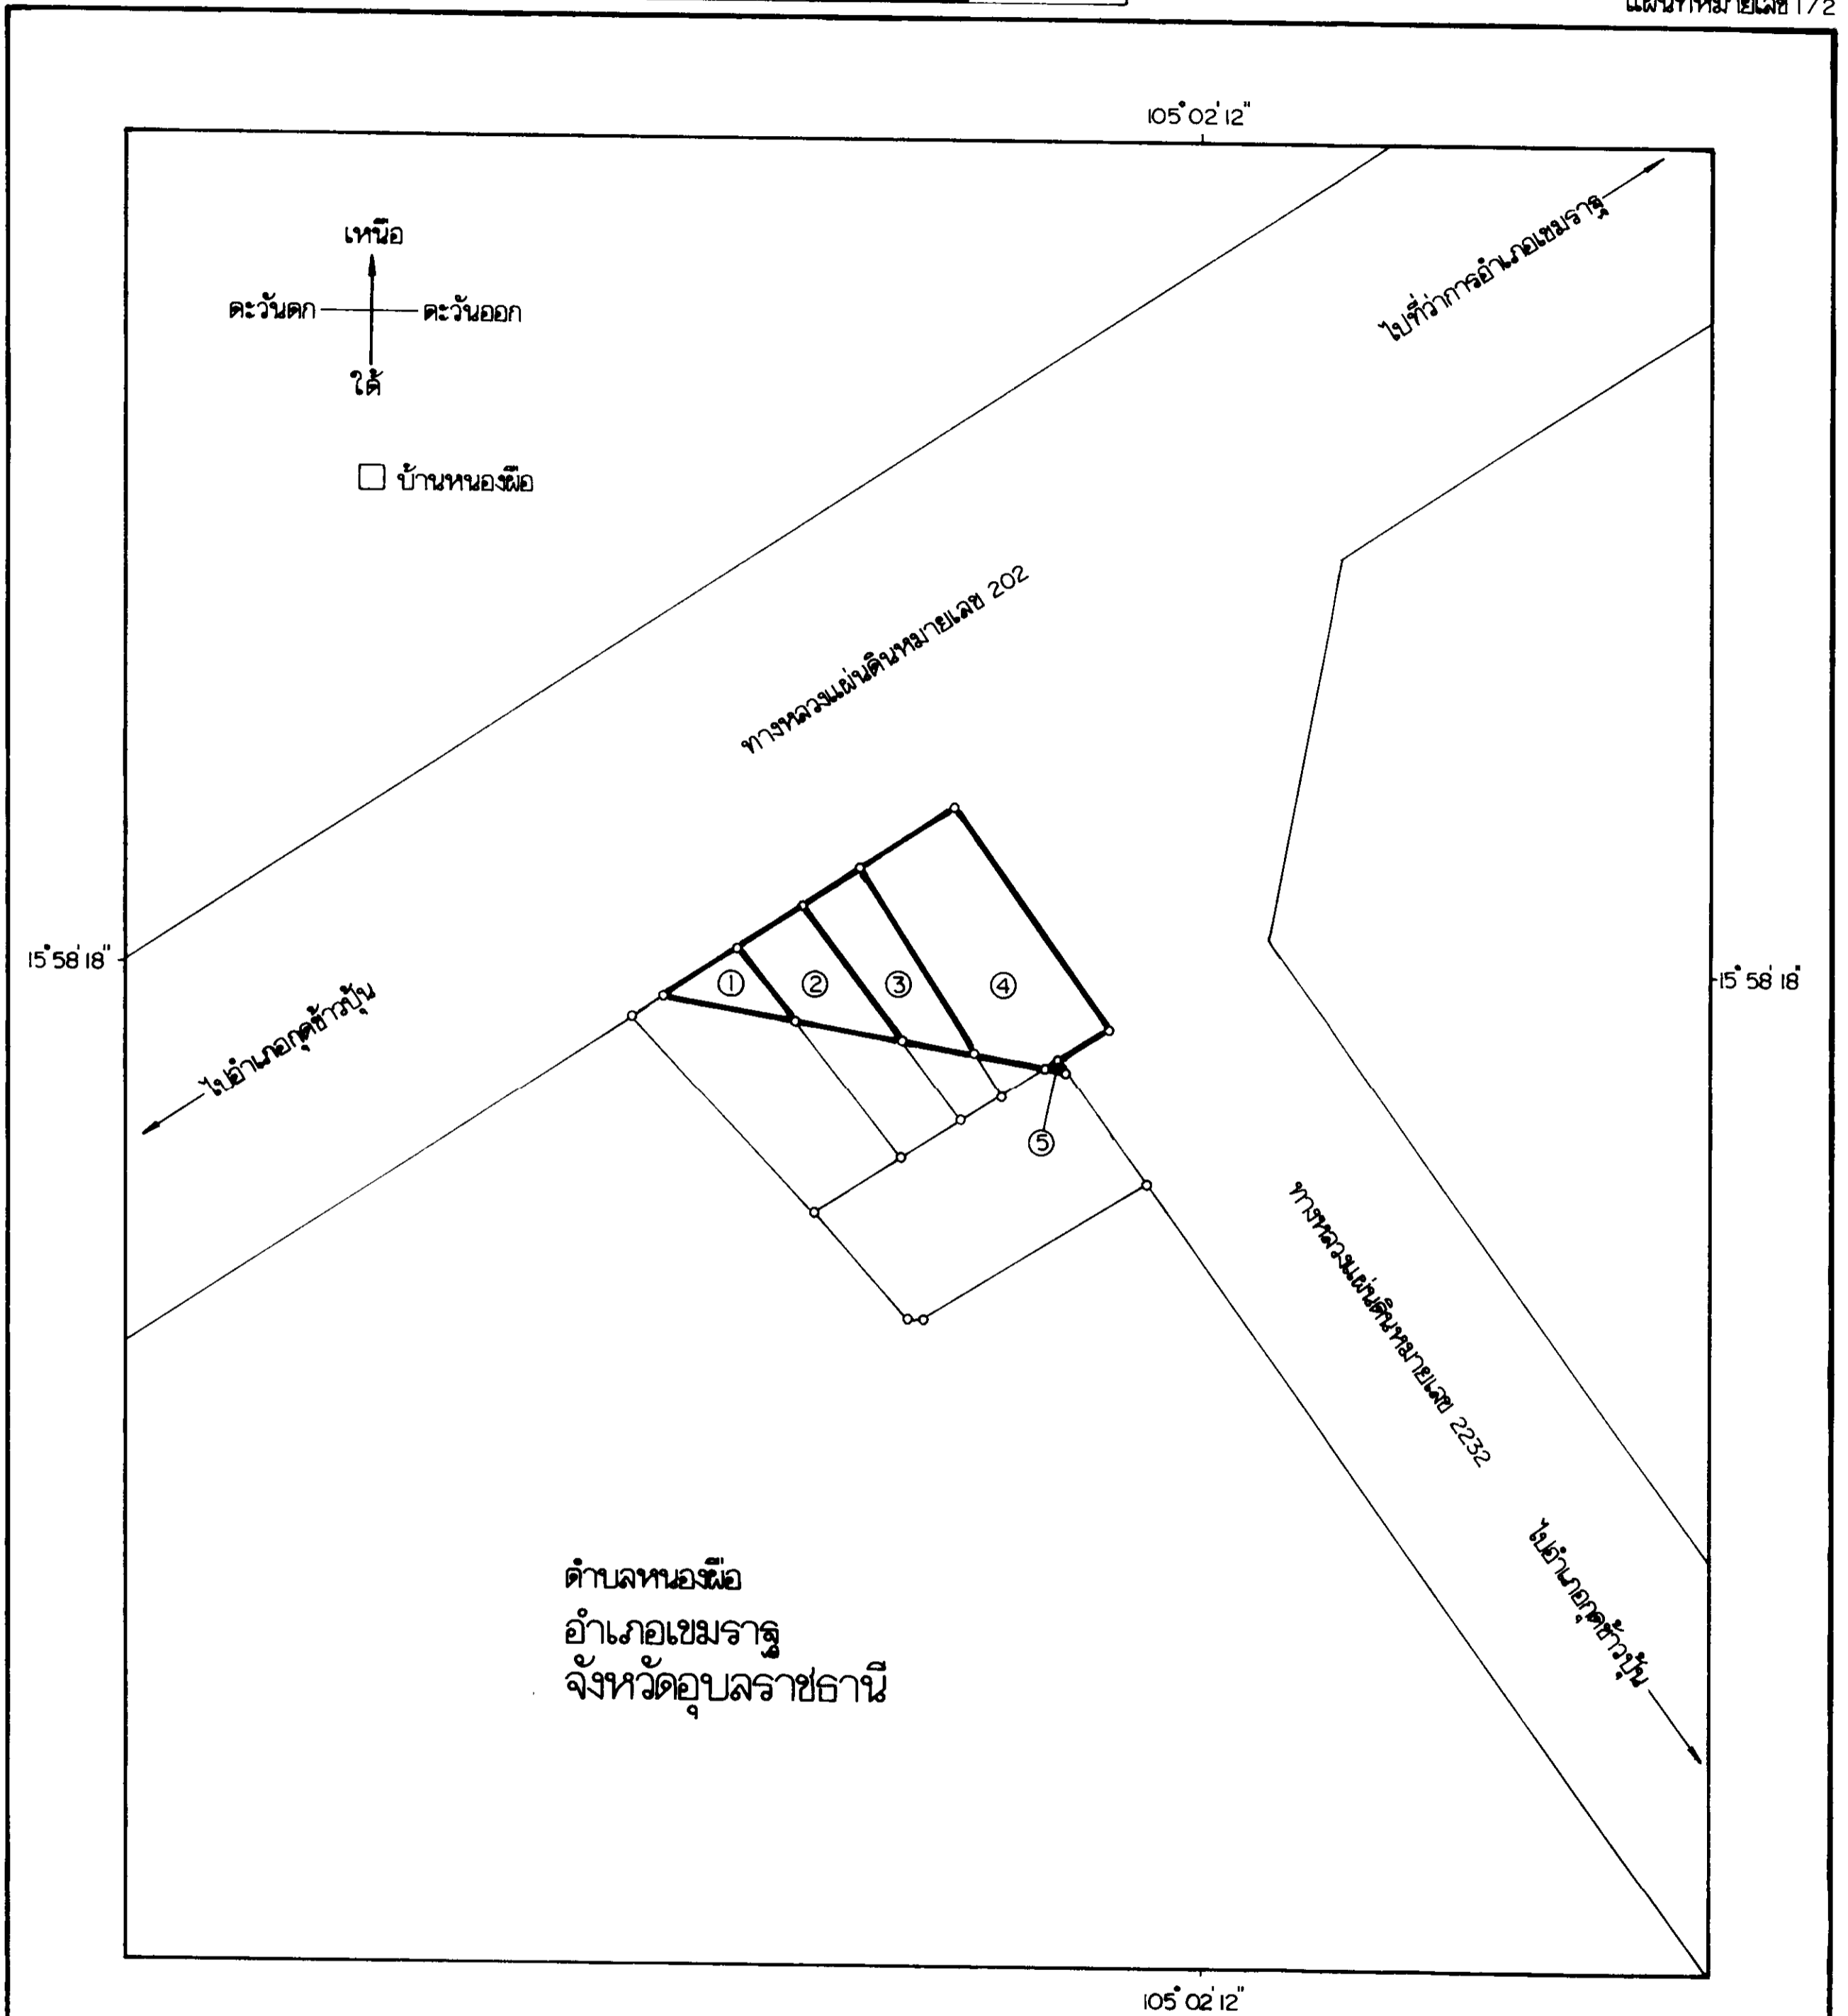 แผนที่หมายเลข 1/2
105° 02' 12"
เหนือ
ตะวันตก
ตะวันออก
ใต้
บ้านหนองผือ
ไปที่ว่าการอำเภอเขมราฐ
ทางหลวงแผ่นดินหมายเลข 202
15° 58' 18"
15° 58' 18"
ไปอำเภอกุดข้าวปุ้น
①
②
③
④
⑤
ทางหลวงแผ่นดินหมายเลข 2232
ไปอำเภอกุดข้าวปุ้น
ตำบลหนองผือ
อำเภอเขมราฐ
จังหวัดอุบลราชธานี
105° 02' 12"